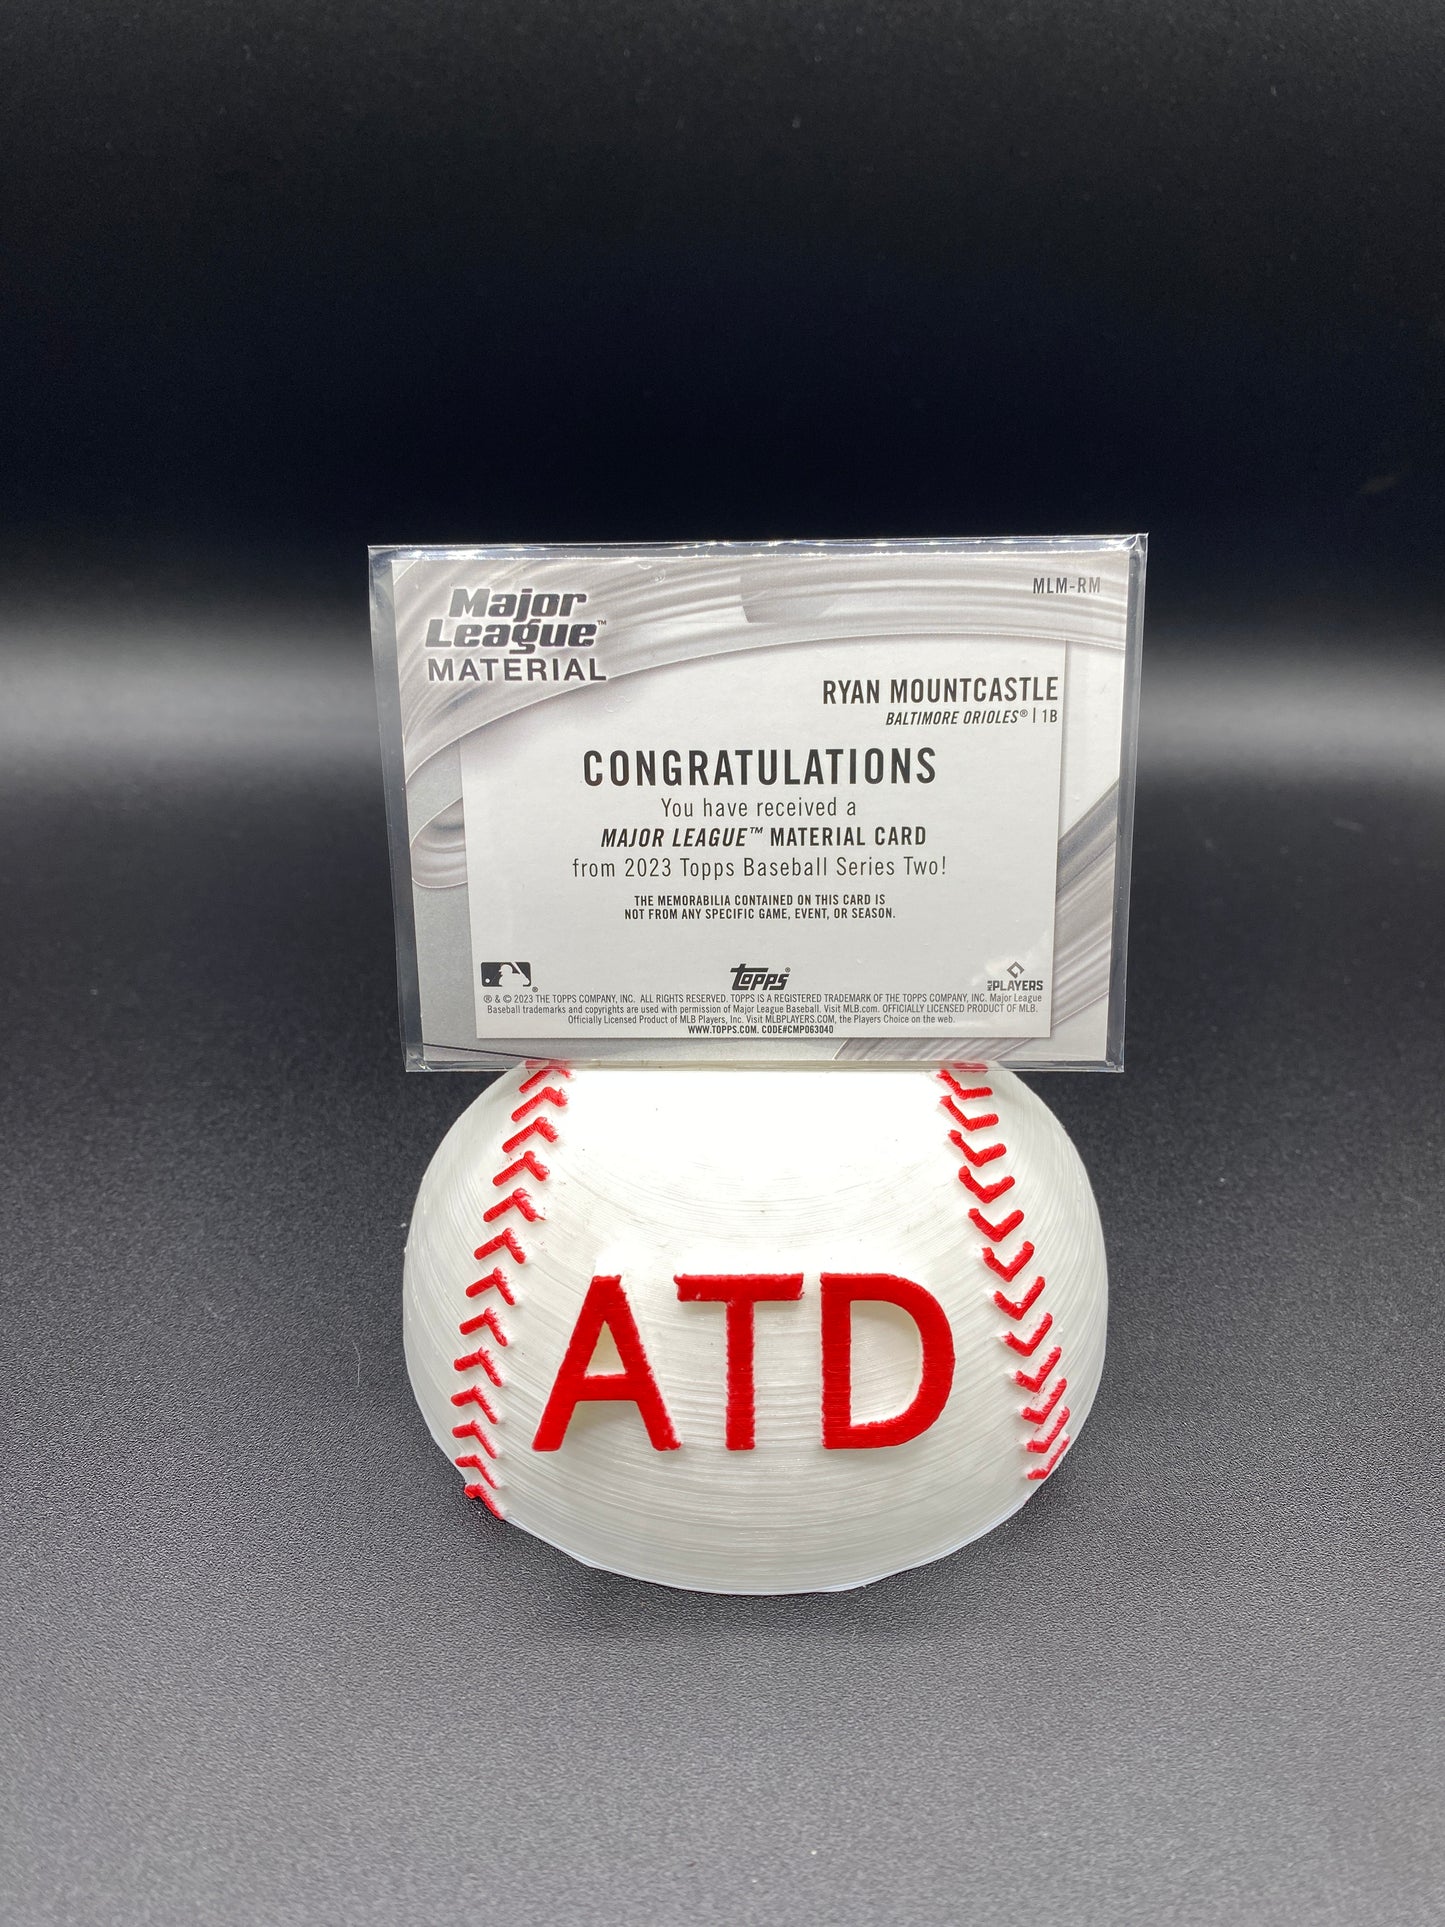 Major
League™
MATERIAL
MLM-RM
RYAN MOUNTCASTLE
BALTIMORE ORIOLES® | 1B
CONGRATULATIONS
You have received a
MAJOR LEAGUE™ MATERIAL CARD
from 2023 Topps Baseball Series Two!
THE MEMORABILIA CONTAINED ON THIS CARD IS
NOT FROM ANY SPECIFIC GAME, EVENT, OR SEASON.
topps®
PLAYERS
® & © 2023 THE TOPPS COMPANY, INC. ALL RIGHTS RESERVED. TOPPS IS A REGISTERED TRADEMARK OF THE TOPPS COMPANY, INC. Major League
Baseball trademarks and copyrights are used with permission of Major League Baseball. Visit MLB.com. OFFICIALLY LICENSED PRODUCT OF MLB.
Officially Licensed Product of MLB Players, Inc. Visit MLBPLAYERS.COM, the Players Choice on the web.
WWW.TOPPS.COM. CODE#CMP063040
ATD